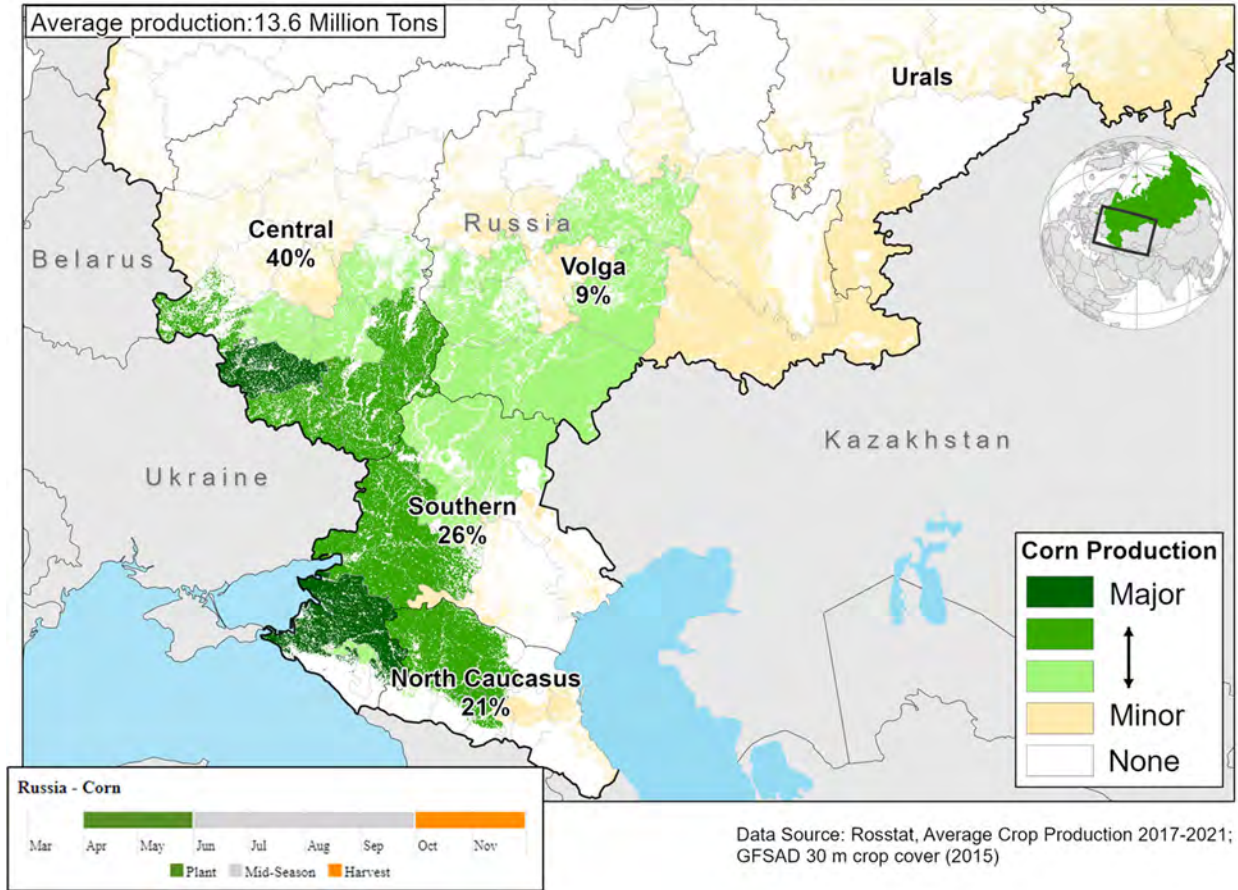 Average production:13.6 Million Tons
Urals
Central
40%
Russia
Belarus
Volga
9%
Kazakhstan
Ukraine
Southern
26%
North Caucasus
21%
Corn Production
Major
Minor
None
Russia - Corn
Mar Apr May Jun Jul Aug Sep Oct Nov
Plant Mid-Season Harvest
Data Source: Rosstat, Average Crop Production 2017-2021;
GFSAD 30 m crop cover (2015)